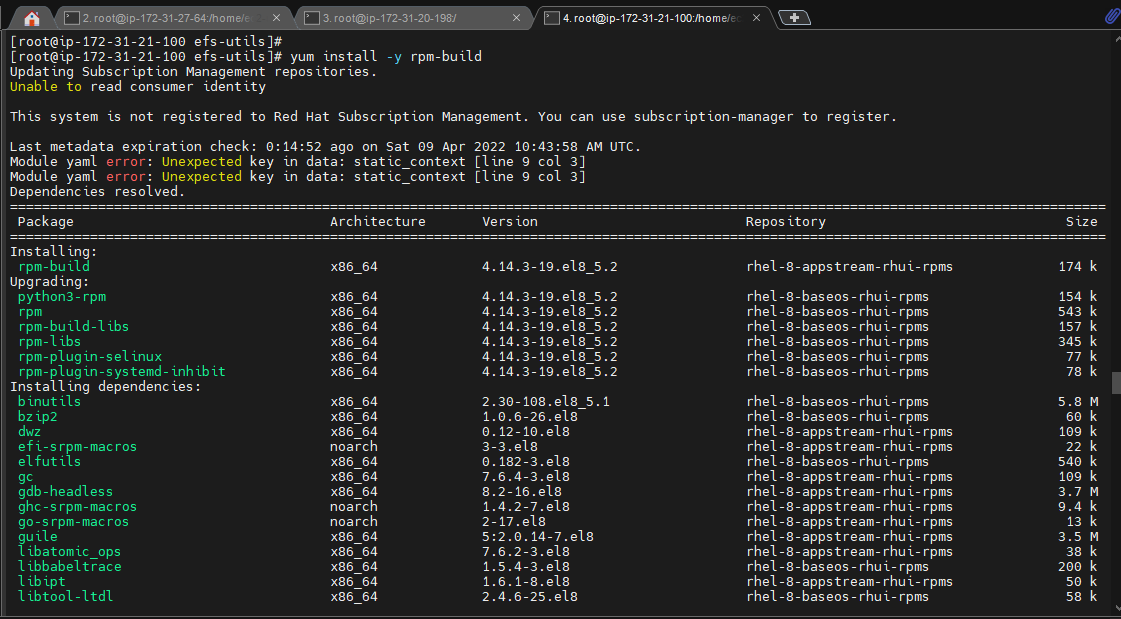 2. root@ip-172-31-27-64:/home/e
3. root@ip-172-31-20-198:/
4. root@ip-172-31-21-100:/home/e
[root@ip-172-31-21-100 efs-utils]#
[root@ip-172-31-21-100 efs-utils]# yum install -y rpm-build
Updating Subscription Management repositories.
Unable to read consumer identity
This system is not registered to Red Hat Subscription Management. You can use subscription-manager to register.
Last metadata expiration check: 0:14:52 ago on Sat 09 Apr 2022 10:43:58 AM UTC.
Module yaml error: Unexpected key in data: static_context [line 9 col 3]
Module yaml error: Unexpected key in data: static_context [line 9 col 3]
Dependencies resolved.
Package Architecture Version Repository Size
Installing:
rpm-build x86_64 4.14.3-19.el8_5.2 rhel-8-appstream-rhui-rpms 174 k
Upgrading:
python3-rpm x86_64 4.14.3-19.el8_5.2 rhel-8-baseos-rhui-rpms 154 k
rpm x86_64 4.14.3-19.el8_5.2 rhel-8-baseos-rhui-rpms 543 k
rpm-build-libs x86_64 4.14.3-19.el8_5.2 rhel-8-baseos-rhui-rpms 157 k
rpm-libs x86_64 4.14.3-19.el8_5.2 rhel-8-baseos-rhui-rpms 345 k
rpm-plugin-selinux x86_64 4.14.3-19.el8_5.2 rhel-8-baseos-rhui-rpms 77 k
rpm-plugin-systemd-inhibit x86_64 4.14.3-19.el8_5.2 rhel-8-baseos-rhui-rpms 78 k
Installing dependencies:
binutils x86_64 2.30-108.el8_5.1 rhel-8-baseos-rhui-rpms 5.8 M
bzip2 x86_64 1.0.6-26.el8 rhel-8-baseos-rhui-rpms 60 k
dwz x86_64 0.12-10.el8 rhel-8-appstream-rhui-rpms 109 k
efi-srpm-macros noarch 3-3.el8 rhel-8-appstream-rhui-rpms 22 k
elfutils x86_64 0.182-3.el8 rhel-8-baseos-rhui-rpms 540 k
gc x86_64 7.6.4-3.el8 rhel-8-appstream-rhui-rpms 109 k
gdb-headless x86_64 8.2-16.el8 rhel-8-appstream-rhui-rpms 3.7 M
ghc-srpm-macros noarch 1.4.2-7.el8 rhel-8-appstream-rhui-rpms 9.4 k
go-srpm-macros noarch 2-17.el8 rhel-8-appstream-rhui-rpms 13 k
guile x86_64 5:2.0.14-7.el8 rhel-8-appstream-rhui-rpms 3.5 M
libatomic_ops x86_64 7.6.2-3.el8 rhel-8-appstream-rhui-rpms 38 k
libbabeltrace x86_64 1.5.4-3.el8 rhel-8-baseos-rhui-rpms 200 k
libipt x86_64 1.6.1-8.el8 rhel-8-appstream-rhui-rpms 50 k
libtool-ltdl x86_64 2.4.6-25.el8 rhel-8-baseos-rhui-rpms 58 k